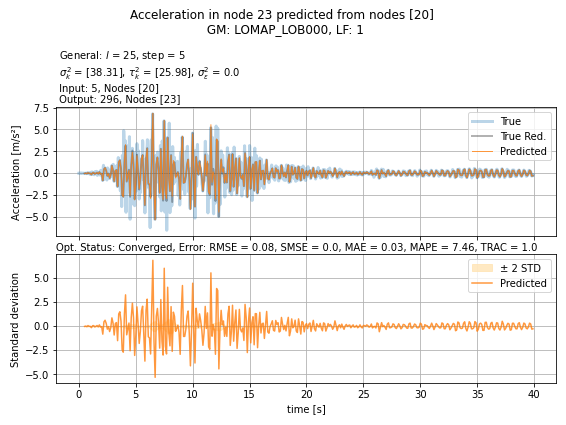 Acceleration in node 23 predicted from nodes [20]
GM: LOMAP_LOB000, LF: 1
General: l = 25, step = 5
σ²ₖ = [38.31], τ²ₖ = [25.98], σ²ε = 0.0
Input: 5, Nodes [20]
Output: 296, Nodes [23]
Acceleration [m/s²]
7.5
5.0
2.5
0.0
−2.5
−5.0
True
True Red.
Predicted
Opt. Status: Converged, Error: RMSE = 0.08, SMSE = 0.0, MAE = 0.03, MAPE = 7.46, TRAC = 1.0
Standard deviation
5.0
2.5
0.0
−2.5
−5.0
± 2 STD
Predicted
0 5 10 15 20 25 30 35 40
time [s]